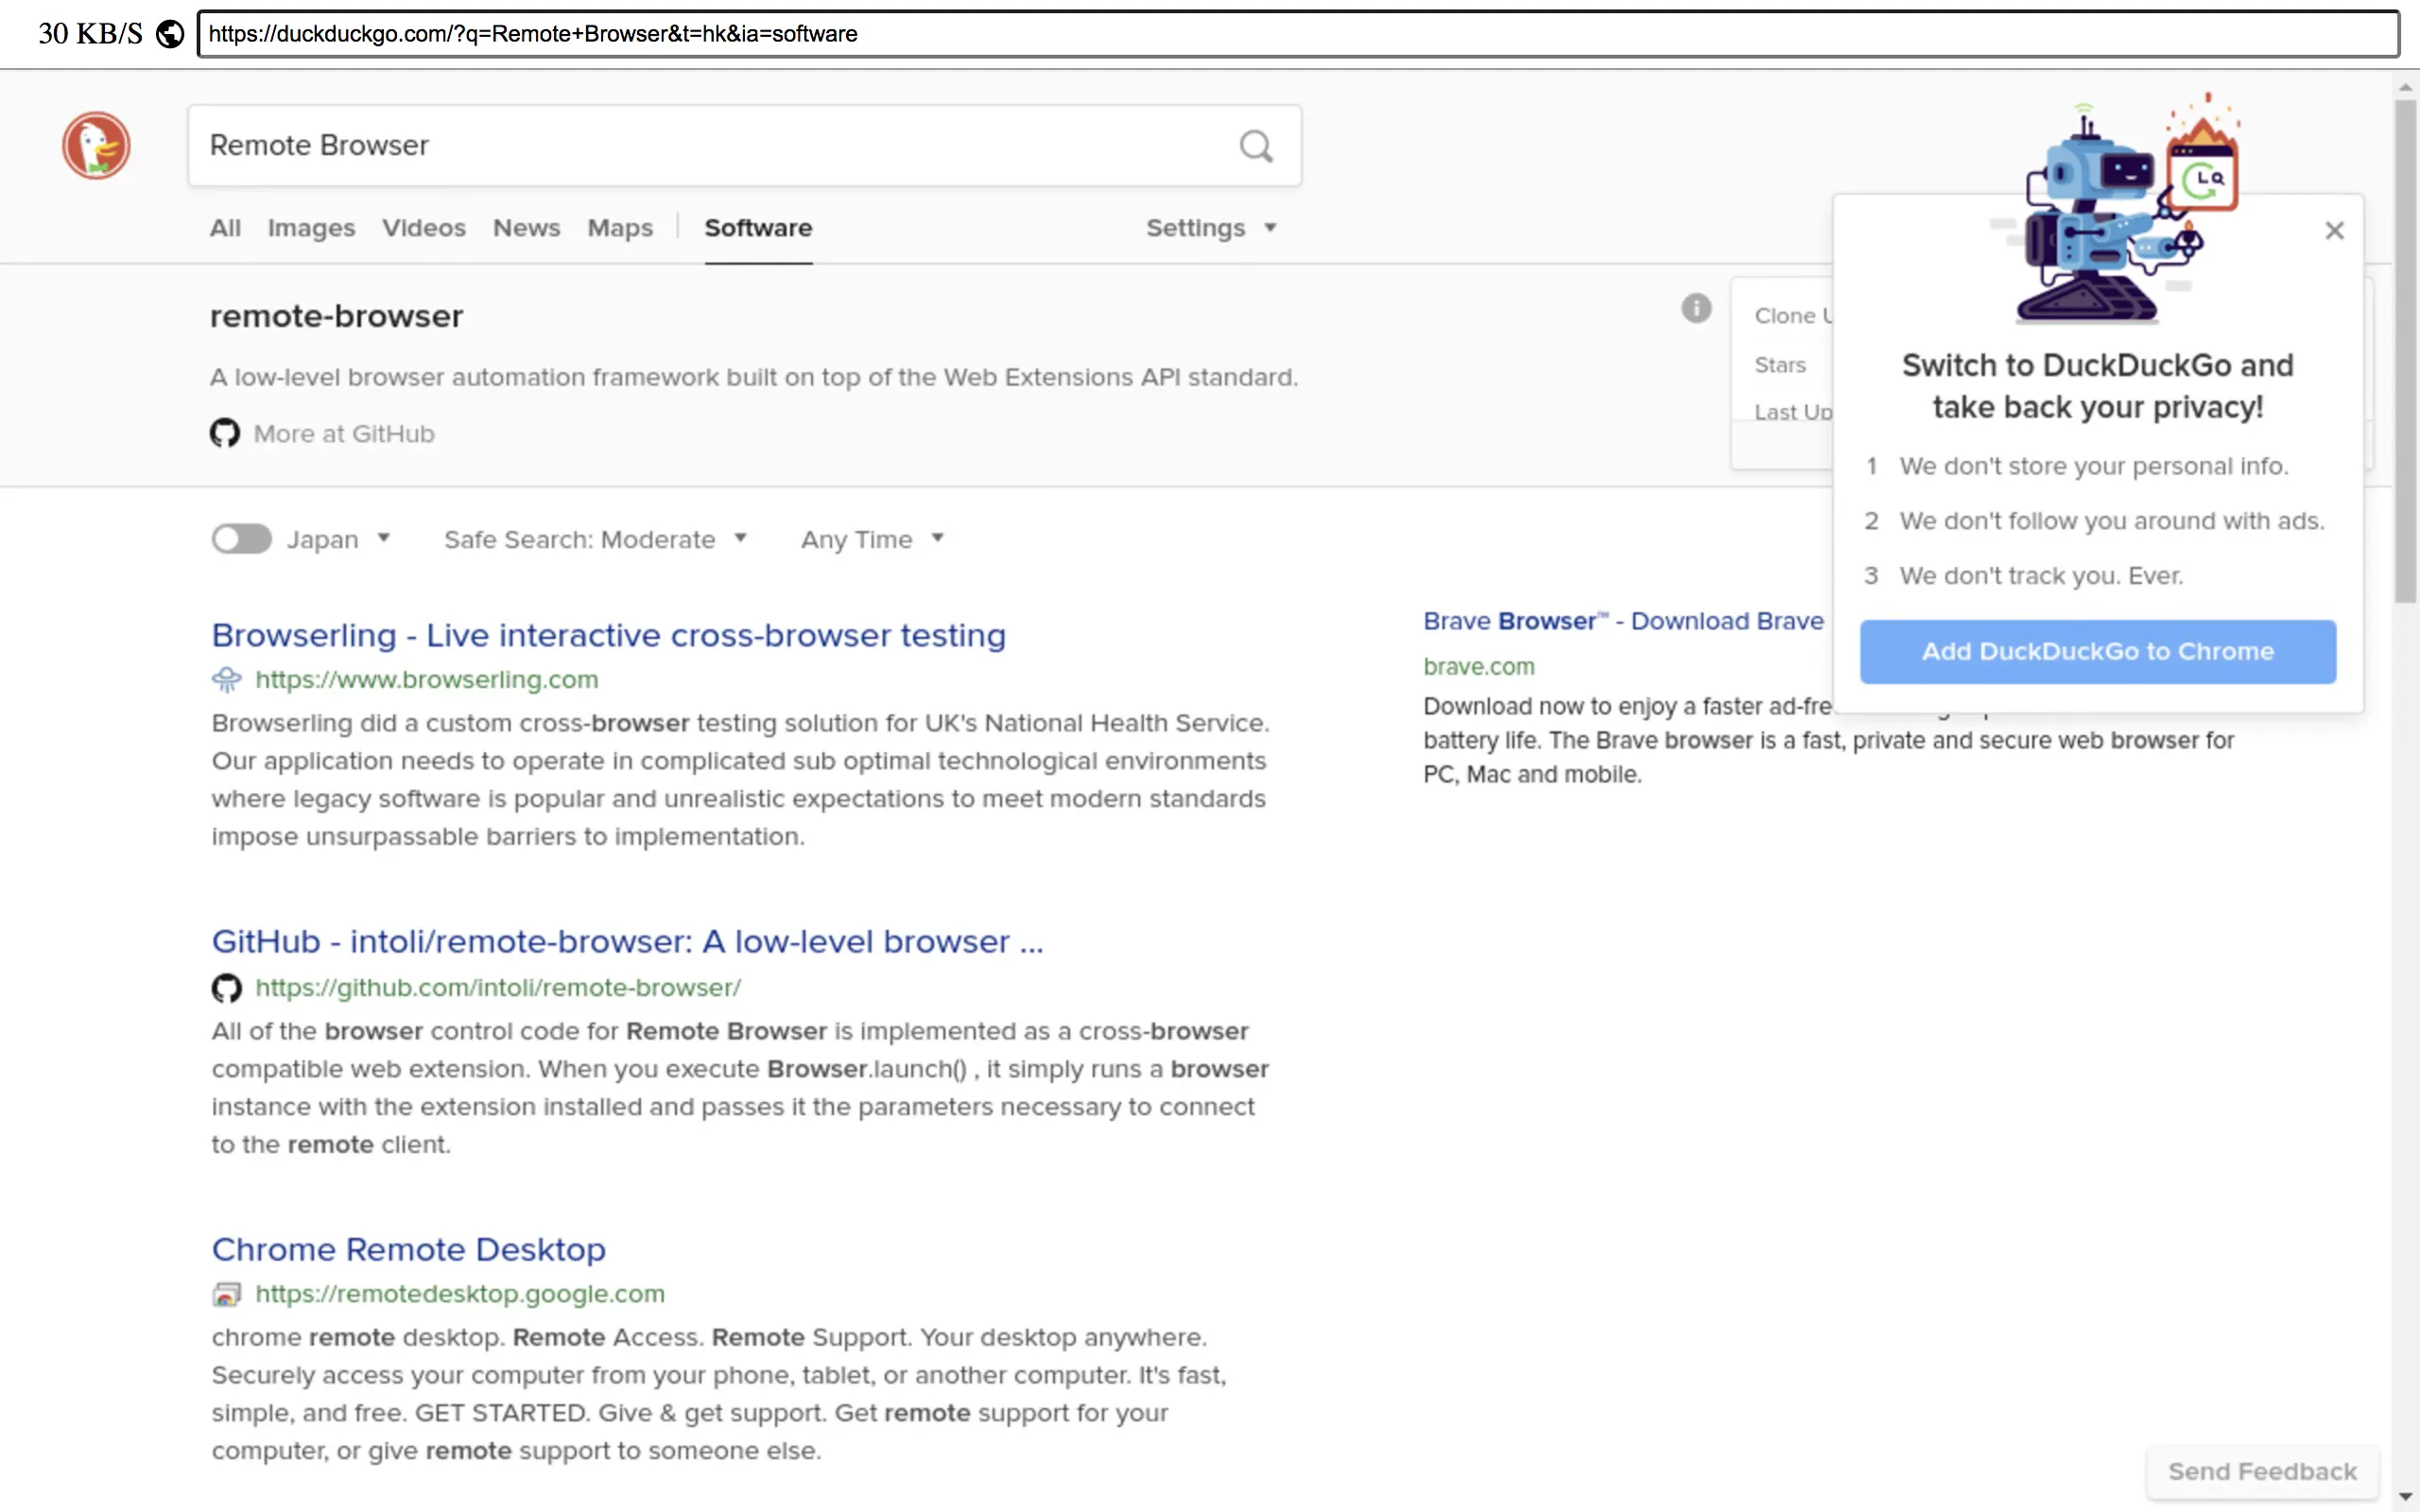 30 KB/S https://duckduckgo.com/?q=Remote+Browser&t=hk&ia=software
Remote Browser
All Images Videos News Maps Software Settings
remote-browser
A low-level browser automation framework built on top of the Web Extensions API standard.
More at GitHub
Clone U
Stars
Last Up
Switch to DuckDuckGo and
take back your privacy!
1 We don't store your personal info.
2 We don't follow you around with ads.
3 We don't track you. Ever.
Add DuckDuckGo to Chrome
Japan Safe Search: Moderate Any Time
Browserling - Live interactive cross-browser testing
https://www.browserling.com
Browserling did a custom cross-browser testing solution for UK's National Health Service.
Our application needs to operate in complicated sub optimal technological environments
where legacy software is popular and unrealistic expectations to meet modern standards
impose unsurpassable barriers to implementation.
GitHub - intoli/remote-browser: A low-level browser ...
https://github.com/intoli/remote-browser/
All of the browser control code for Remote Browser is implemented as a cross-browser
compatible web extension. When you execute Browser.launch() , it simply runs a browser
instance with the extension installed and passes it the parameters necessary to connect
to the remote client.
Chrome Remote Desktop
https://remotedesktop.google.com
chrome remote desktop. Remote Access. Remote Support. Your desktop anywhere.
Securely access your computer from your phone, tablet, or another computer. It's fast,
simple, and free. GET STARTED. Give & get support. Get remote support for your
computer, or give remote support to someone else.
Brave Browser™ - Download Brave
brave.com
Download now to enjoy a faster ad-fre
battery life. The Brave browser is a fast, private and secure web browser for
PC, Mac and mobile.
Send Feedback